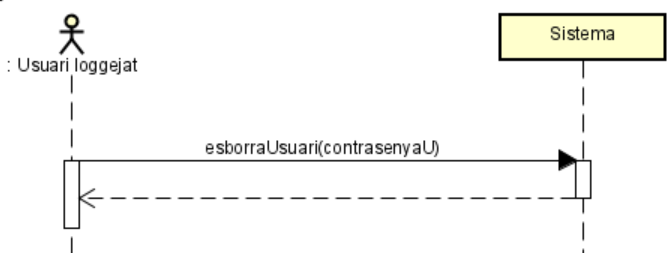 : Usuari loggejat
Sistema
esborraUsuari(contrasenyaU)